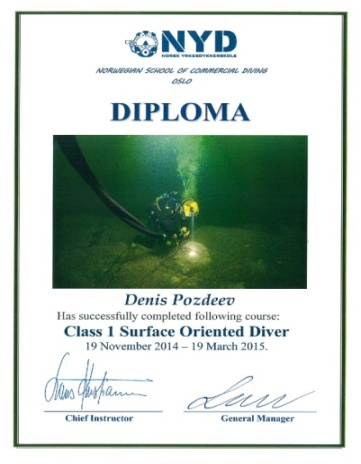 NYD
NORSK YRKESDYKKERSKOLE
NORWEGIAN SCHOOL OF COMMERCIAL DIVING
OSLO
DIPLOMA
Denis Pozdeev
Has successfully completed following course:
Class 1 Surface Oriented Diver
19 November 2014 – 19 March 2015.
Chief Instructor
General Manager